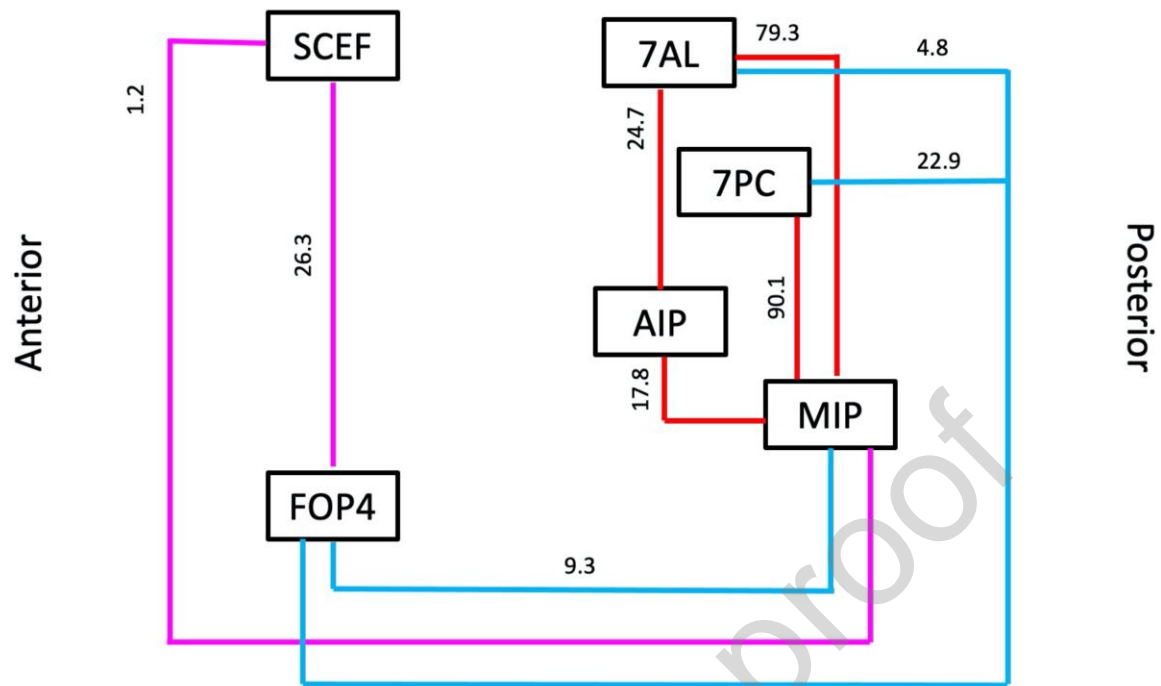 SCEF
7AL
79.3
4.8
1.2
24.7
7PC
22.9
Anterior
26.3
Posterior
AIP
90.1
17.8
MIP
FOP4
9.3
proof